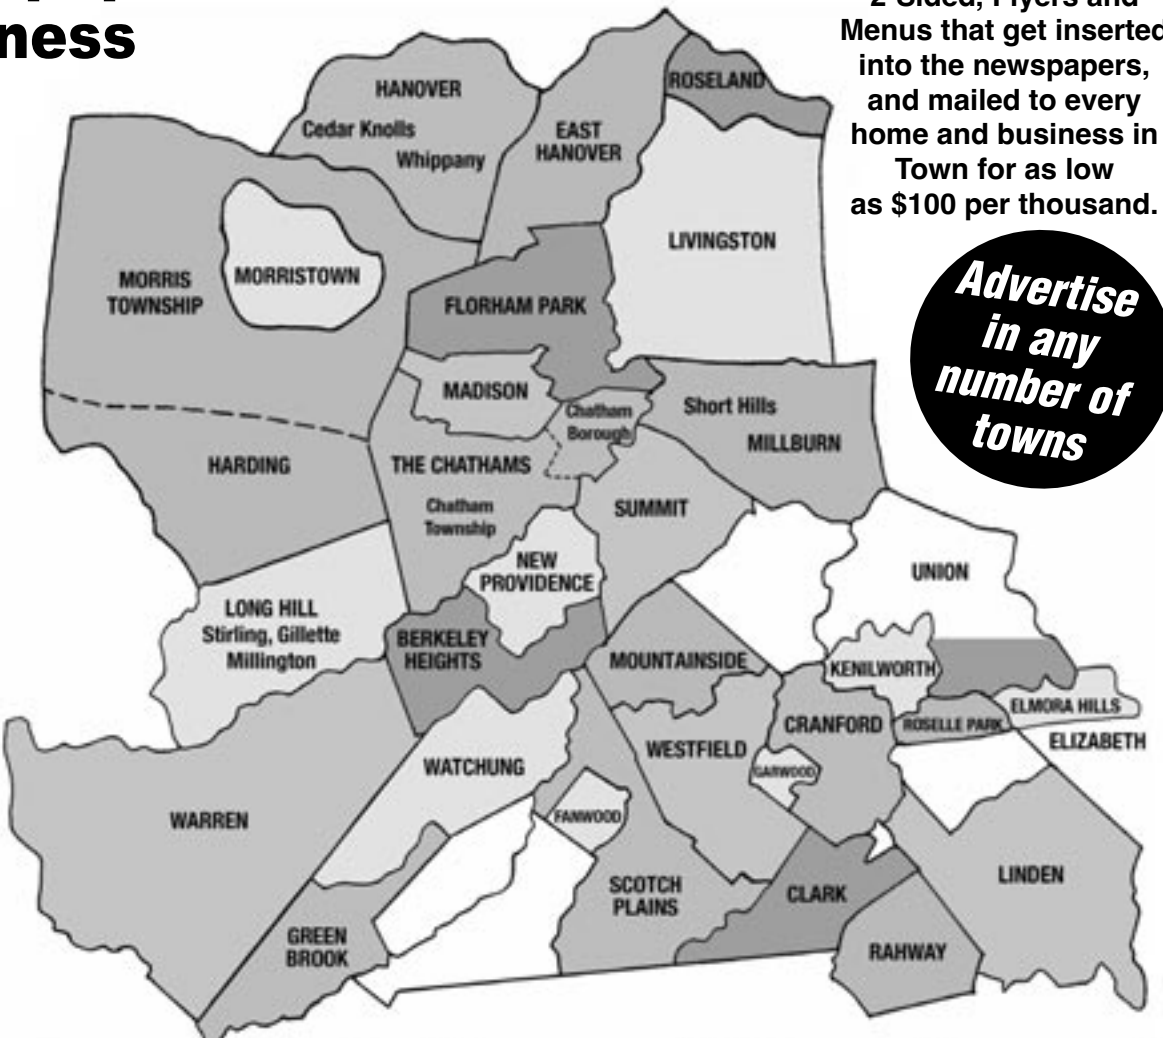 ness
2-Sided, Flyers and
Menus that get inserted
into the newspapers,
and mailed to every
home and business in
Town for as low
as $100 per thousand.
Advertise
in any
number of
towns
ROSELAND
HANOVER
Cedar Knolls
Whippany
EAST
HANOVER
LIVINGSTON
MORRIS
TOWNSHIP
MORRISTOWN
FLORHAM PARK
MADISON
Chatham
Borough
Short Hills
MILLBURN
HARDING
THE CHATHAMS
Chatham
Township
SUMMIT
NEW
PROVIDENCE
UNION
LONG HILL
Stirling, Gillette
Millington
BERKELEY
HEIGHTS
MOUNTAINSIDE
KENILWORTH
ELMORA HILLS
ROSELLE PARK
CRANFORD
ELIZABETH
WESTFIELD
GARWOOD
WATCHUNG
WARREN
FANWOOD
SCOTCH
PLAINS
CLARK
LINDEN
GREEN
BROOK
RAHWAY